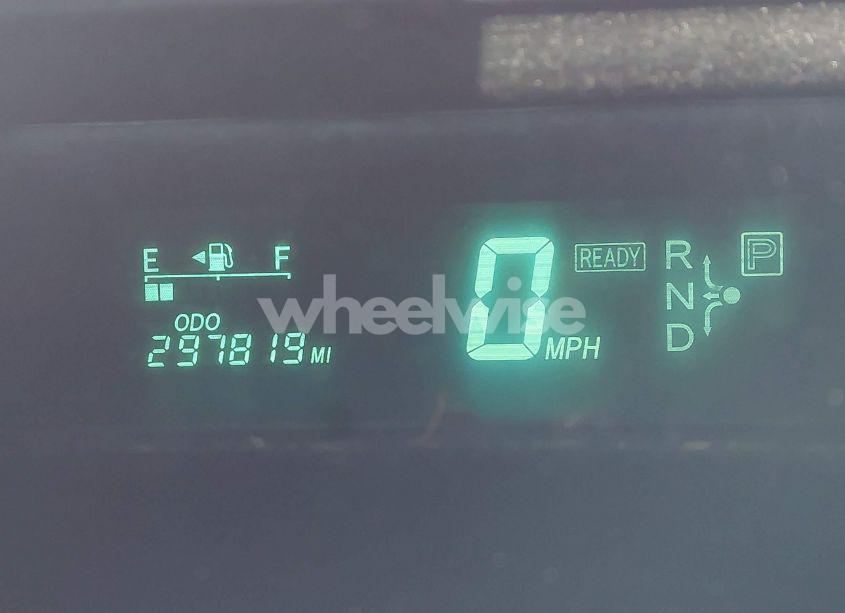 E F
ODO
297819 MI
0 MPH
READY
R
N
D
P
wheelwise